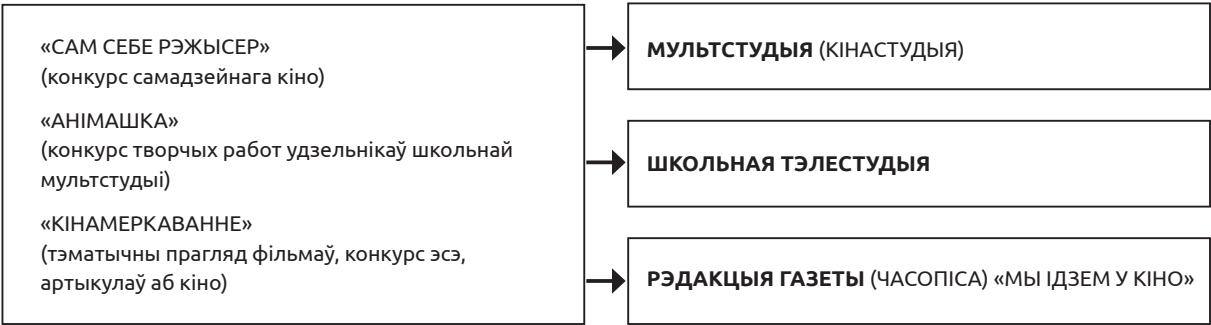 «САМ СЕБЕ РЭЖЫСЕР»
(конкурс самадзейнага кіно)
«АНІМАШКА»
(конкурс творчых работ удзельнікаў школьнай
мультстудыі)
«КІНАМЕРКАВАННЕ»
(тэматычны прагляд фільмаў, конкурс эсэ,
артыкулаў аб кіно)
МУЛЬТСТУДЫЯ (КІНАСТУДЫЯ)
ШКОЛЬНАЯ ТЭЛЕСТУДЫЯ
РЭДАКЦЫЯ ГАЗЕТЫ (ЧАСОПІСА) «МЫ ІДЗЕМ У КІНО»